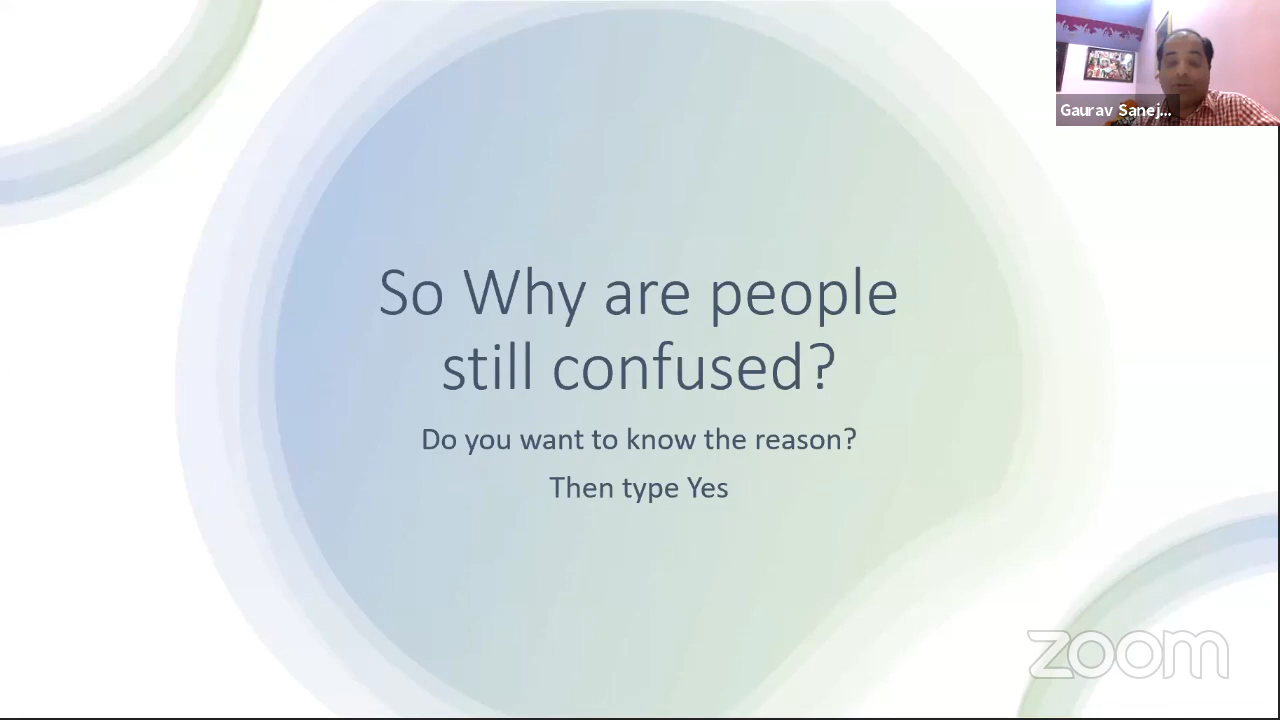 Gaurav Sanej...
So Why are people
still confused?
Do you want to know the reason?
Then type Yes
zoom